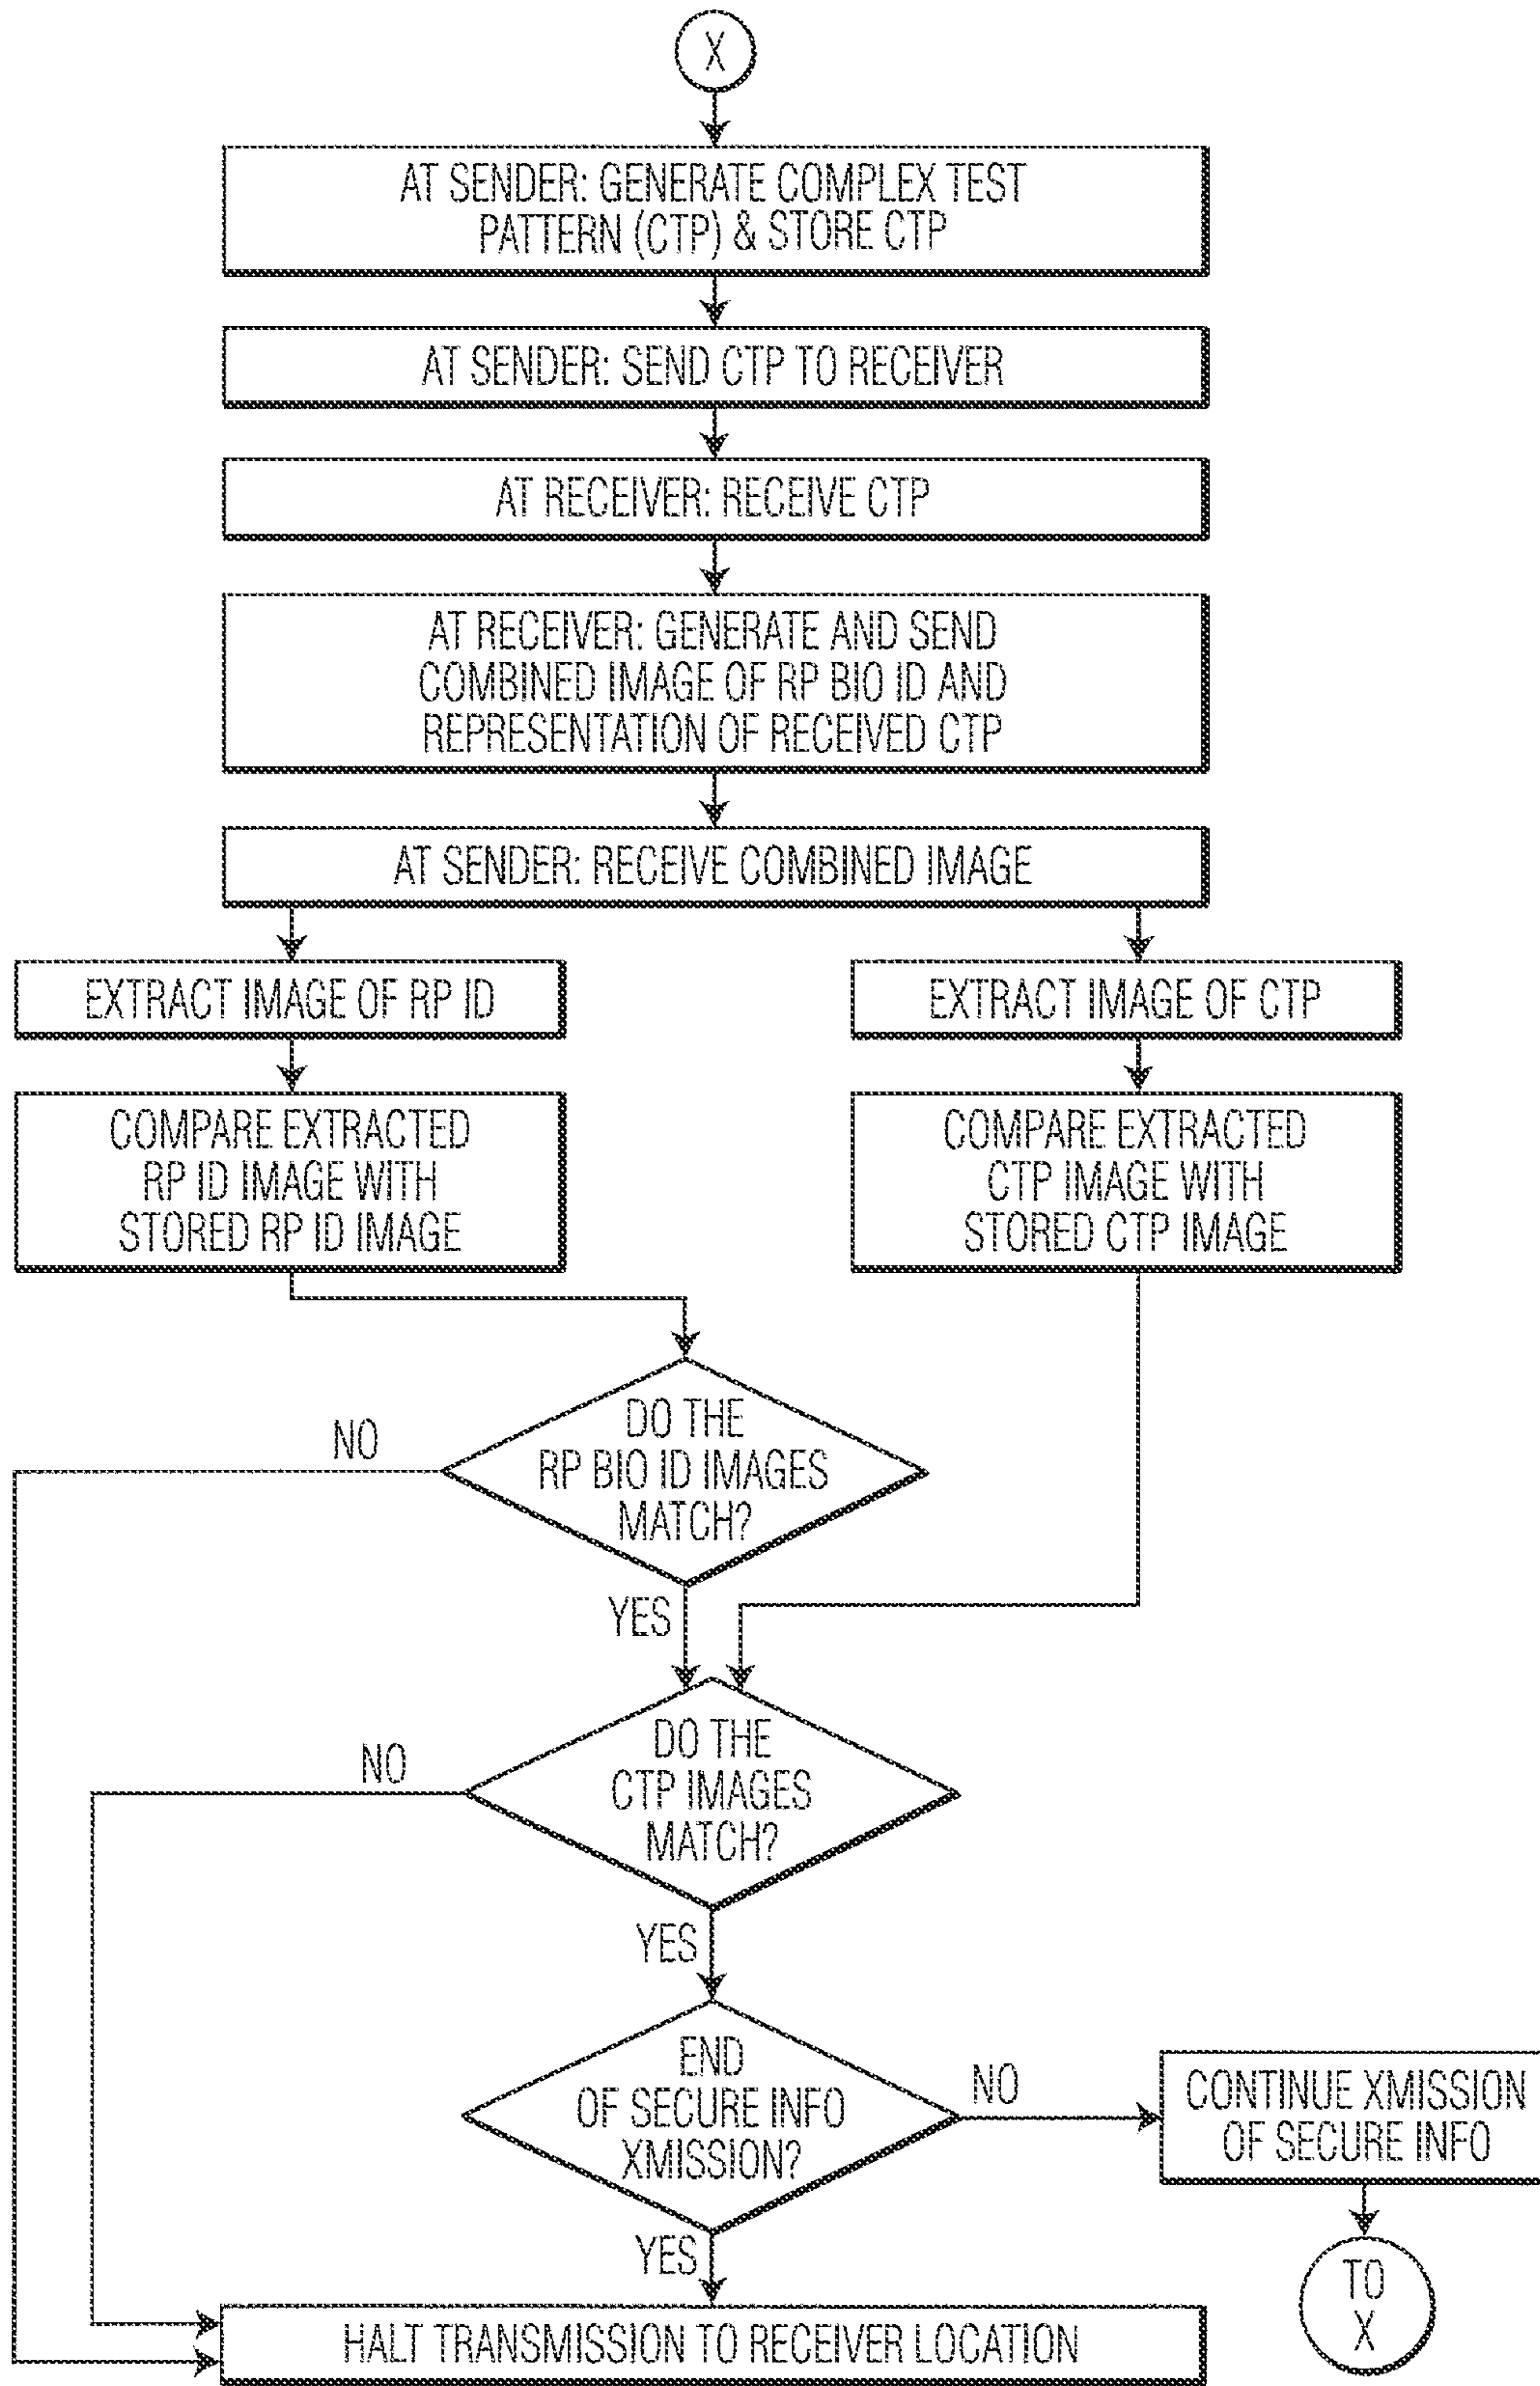 X
AT SENDER: GENERATE COMPLEX TEST
PATTERN (CTP) & STORE CTP
AT SENDER: SEND CTP TO RECEIVER
AT RECEIVER: RECEIVE CTP
AT RECEIVER: GENERATE AND SEND
COMBINED IMAGE OF RP BIO ID AND
REPRESENTATION OF RECEIVED CTP
AT SENDER: RECEIVE COMBINED IMAGE
EXTRACT IMAGE OF RP ID
EXTRACT IMAGE OF CTP
COMPARE EXTRACTED
RP ID IMAGE WITH
STORED RP ID IMAGE
COMPARE EXTRACTED
CTP IMAGE WITH
STORED CTP IMAGE
DO THE
RP BIO ID IMAGES
MATCH?
NO
YES
DO THE
CTP IMAGES
MATCH?
NO
YES
END
OF SECURE INFO
XMISSION?
NO
CONTINUE XMISSION
OF SECURE INFO
YES
TO
X
HALT TRANSMISSION TO RECEIVER LOCATION